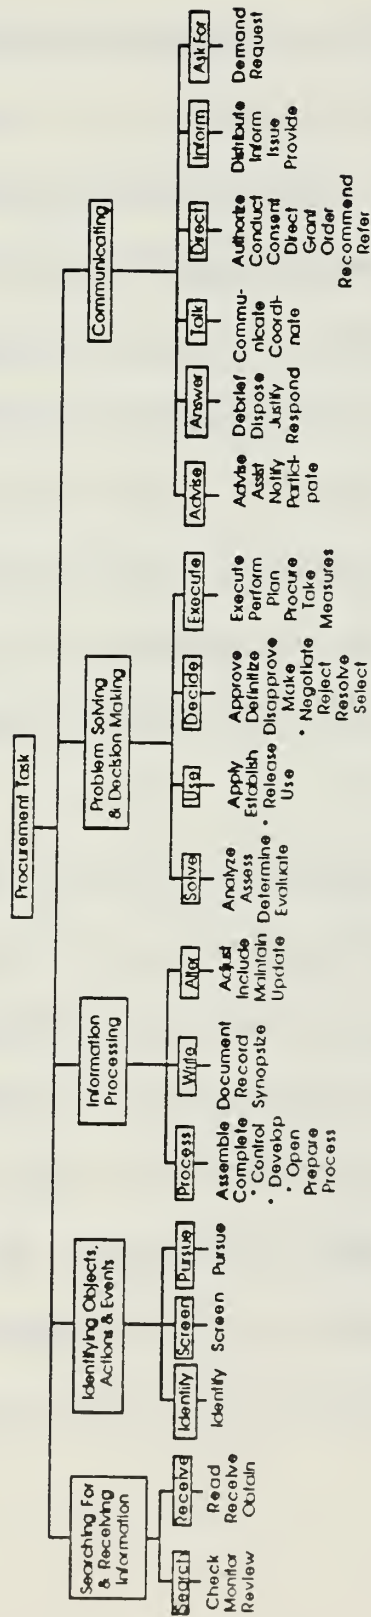 Procurement Task
Searching For
& Receiving
Information
Identifying Objects,
Actions & Events
Information
Processing
Problem Solving
& Decision Making
Communicating
Search
Check
Monitor
Review
Receive
Read
Receive
Obtain
Identify
Identify
Screen
Screen
Pursue
Pursue
Process
Assemble
Complete
• Control
• Develop
• Open
Prepare
Process
Write
Document
Record
Synopsize
Alter
Adjust
Include
Maintain
Update
Solve
Analyze
Assess
Determine
Evaluate
Use
Apply
Establish
• Release
Use
Decide
Approve
Definitize
Disapprove
Make
• Negotiate
Reject
Resolve
Select
Execute
Execute
Perform
Plan
Procure
Take
Measures
Advise
Advise
Assist
Notify
Partici-
pate
Answer
Debrief
Dispose
Justify
Respond
Talk
Commu-
nicate
Coordi-
nate
Direct
Authorize
Conduct
Consent
Direct
Grant
Order
Recommend
Refer
Inform
Distribute
Inform
Issue
Provide
Ask For
Demand
Request